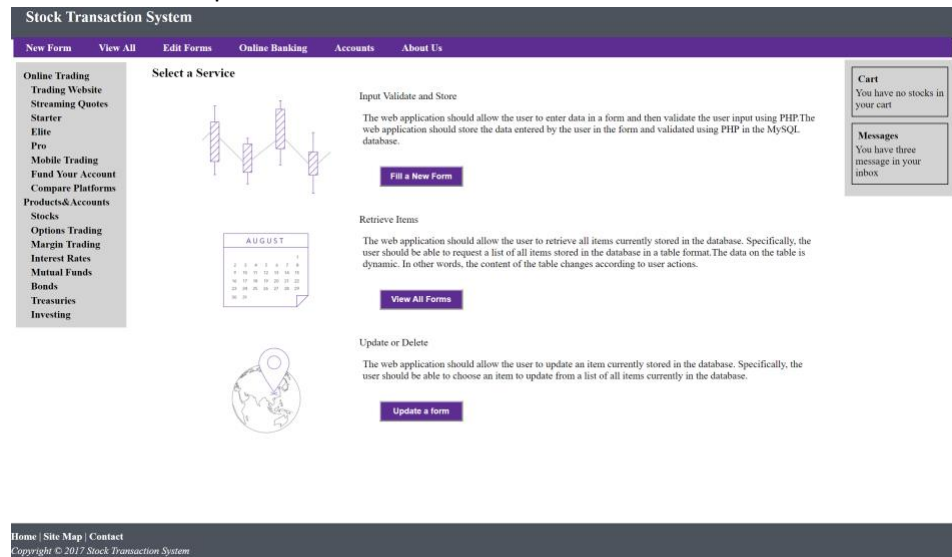 Stock Transaction System
New Form View All Edit Forms Online Banking Accounts About Us
Online Trading
Trading Website
Streaming Quotes
Starter
Elite
Pro
Mobile Trading
Fund Your Account
Compare Platforms
Products&Accounts
Stocks
Options Trading
Margin Trading
Interest Rates
Mutual Funds
Bonds
Treasuries
Investing
Select a Service
Input Validate and Store
The web application should allow the user to enter data in a form and then validate the user input using PHP.The
web application should store the data entered by the user in the form and validated using PHP in the MySQL
database.
Fill a New Form
AUGUST
Retrieve Items
The web application should allow the user to retrieve all items currently stored in the database. Specifically, the
user should be able to request a list of all items stored in the database in a table format.The data on the table is
dynamic. In other words, the content of the table changes according to user actions.
View All Forms
Update or Delete
The web application should allow the user to update an item currently stored in the database. Specifically, the
user should be able to choose an item to update from a list of all items currently in the database.
Update a form
Cart
You have no stocks in
your cart
Messages
You have three
message in your
inbox
Home | Site Map | Contact
Copyright © 2017 Stock Transaction System